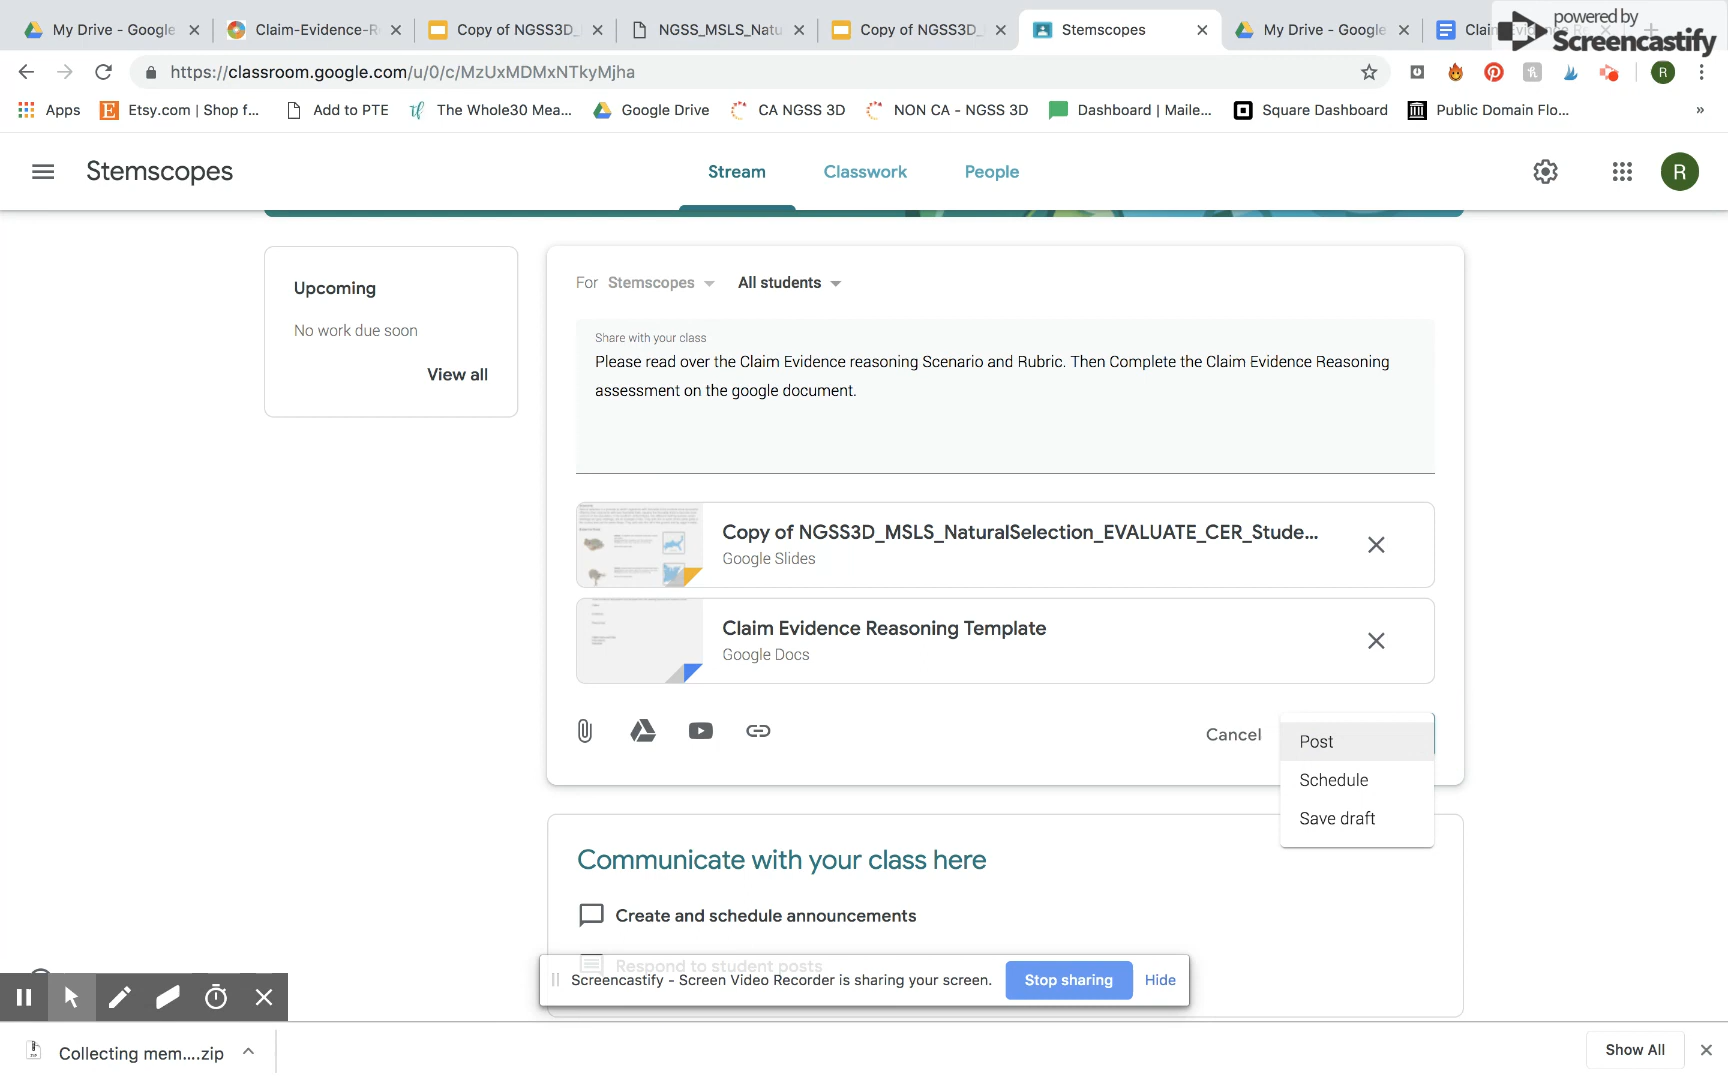 My Drive - Google
Claim-Evidence-R
Copy of NGSS3D_
NGSS_MSLS_Natu
Copy of NGSS3D_
Stemscopes
My Drive - Google
powered by
Screencastify
https://classroom.google.com/u/0/c/MzUxMDMxNTkyMjha
R
Apps
Etsy.com | Shop f...
Add to PTE
The Whole30 Mea...
Google Drive
CA NGSS 3D
NON CA - NGSS 3D
Dashboard | Maile...
Square Dashboard
Public Domain Flo...
»
Stemscopes
Stream
Classwork
People
R
Upcoming
No work due soon
View all
For Stemscopes
All students
Share with your class
Please read over the Claim Evidence reasoning Scenario and Rubric. Then Complete the Claim Evidence Reasoning
assessment on the google document.
Copy of NGSS3D_MSLS_NaturalSelection_EVALUATE_CER_Stude...
Google Slides
Claim Evidence Reasoning Template
Google Docs
Cancel
Post
Schedule
Save draft
Communicate with your class here
Create and schedule announcements
Respond to student posts
Screencastify - Screen Video Recorder is sharing your screen.
Stop sharing
Hide
Collecting mem....zip
Show All